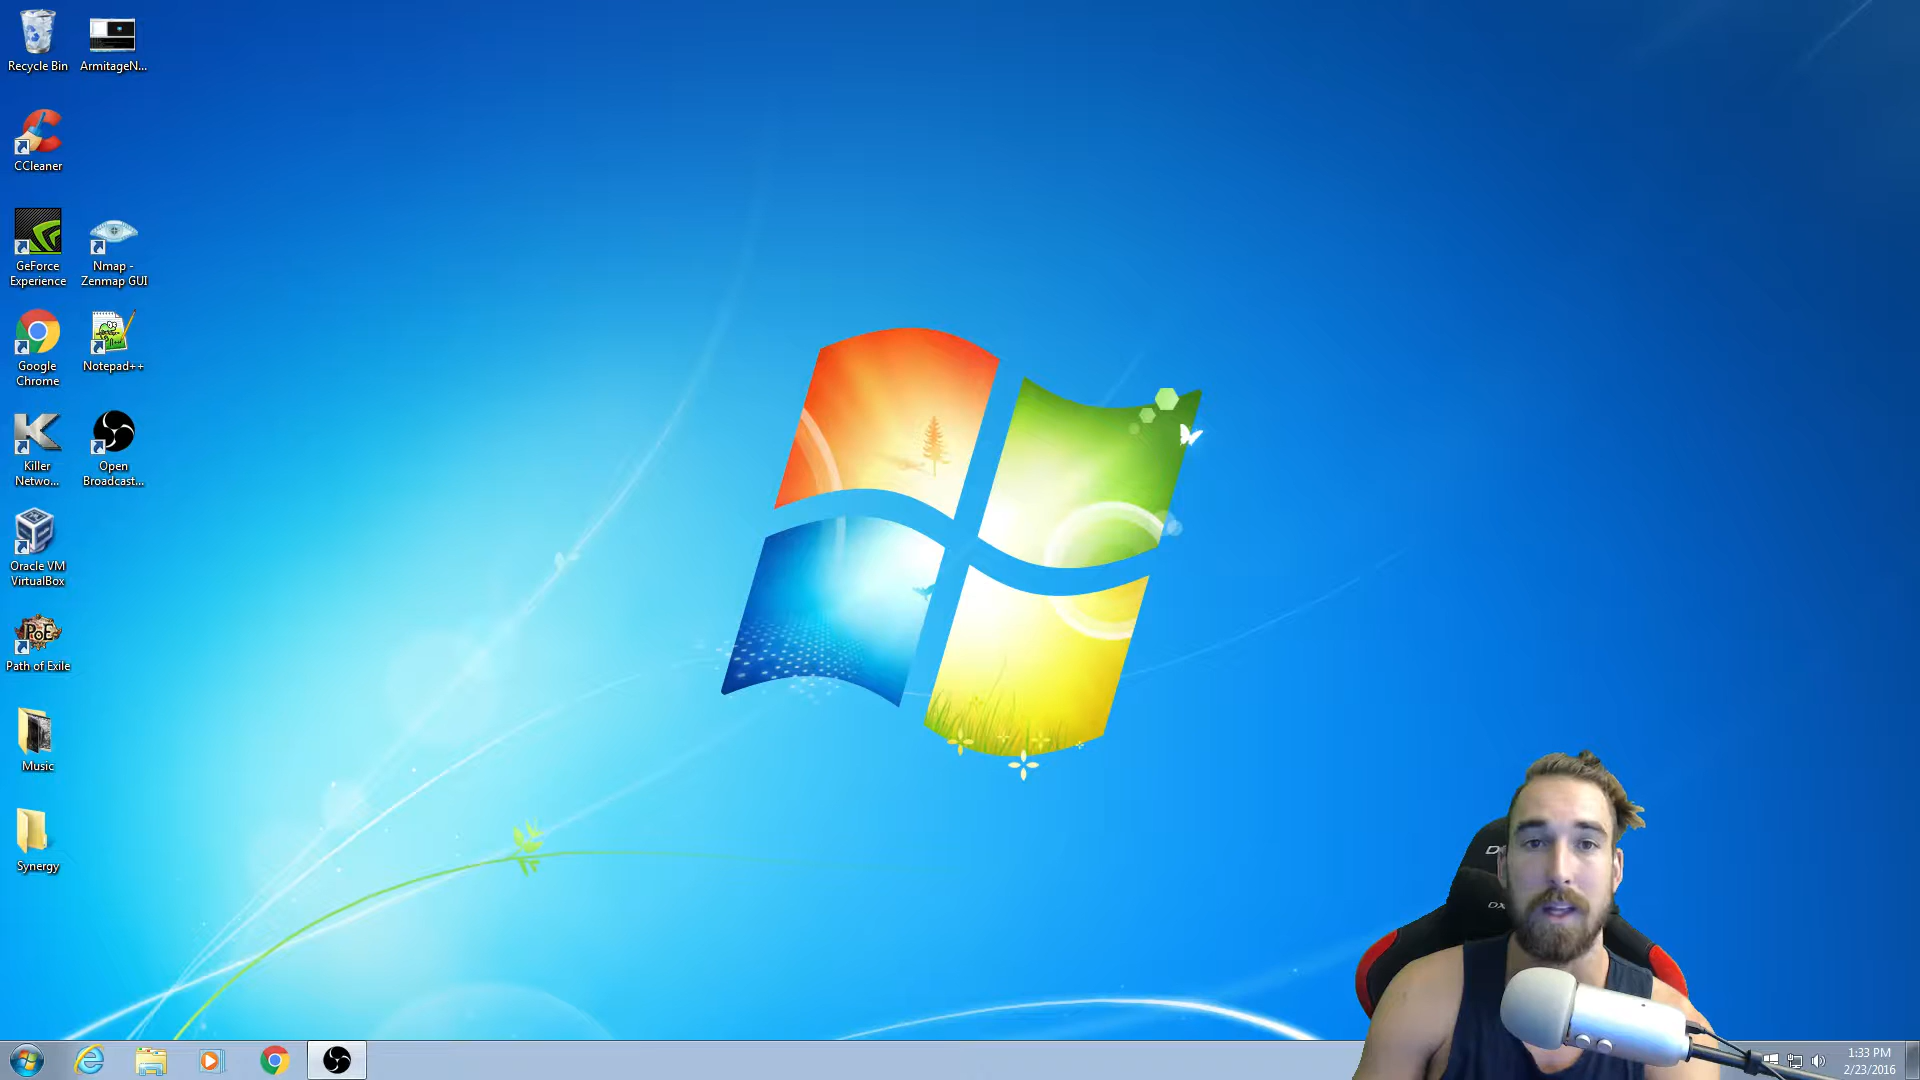 Recycle Bin
ArmitageN...
CCleaner
GeForce
Experience
Nmap -
Zenmap GUI
Google
Chrome
Notepad++
Killer
Netwo...
Open
Broadcast...
Oracle VM
VirtualBox
PoE
Path of Exile
Music
Synergy
1:33 PM
2/23/2016